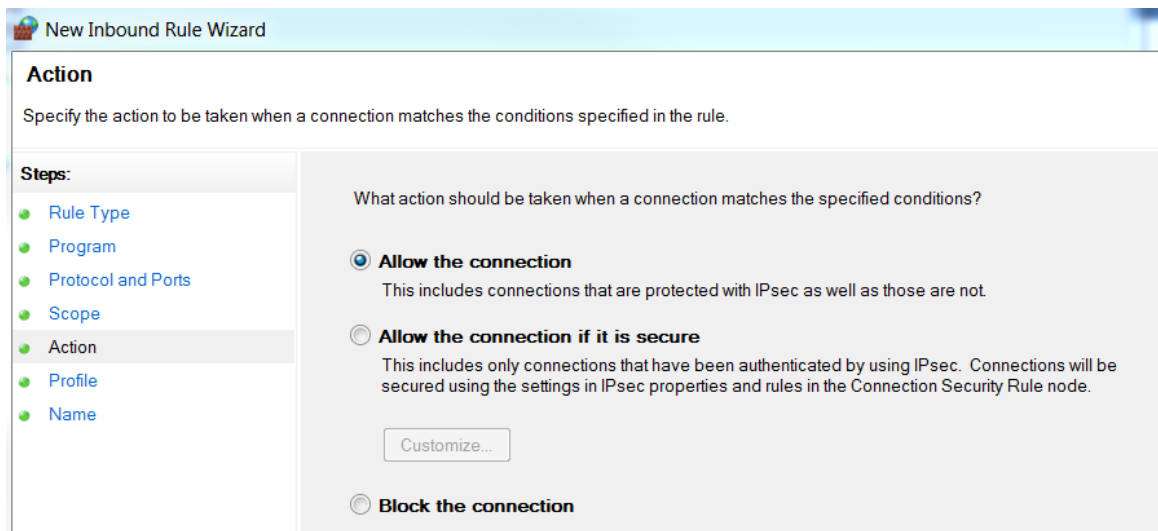 New Inbound Rule Wizard
Action
Specify the action to be taken when a connection matches the conditions specified in the rule.
Steps:
Rule Type
Program
Protocol and Ports
Scope
Action
Profile
Name
What action should be taken when a connection matches the specified conditions?
Allow the connection
This includes connections that are protected with IPsec as well as those are not.
Allow the connection if it is secure
This includes only connections that have been authenticated by using IPsec. Connections will be
secured using the settings in IPsec properties and rules in the Connection Security Rule node.
Customize...
Block the connection